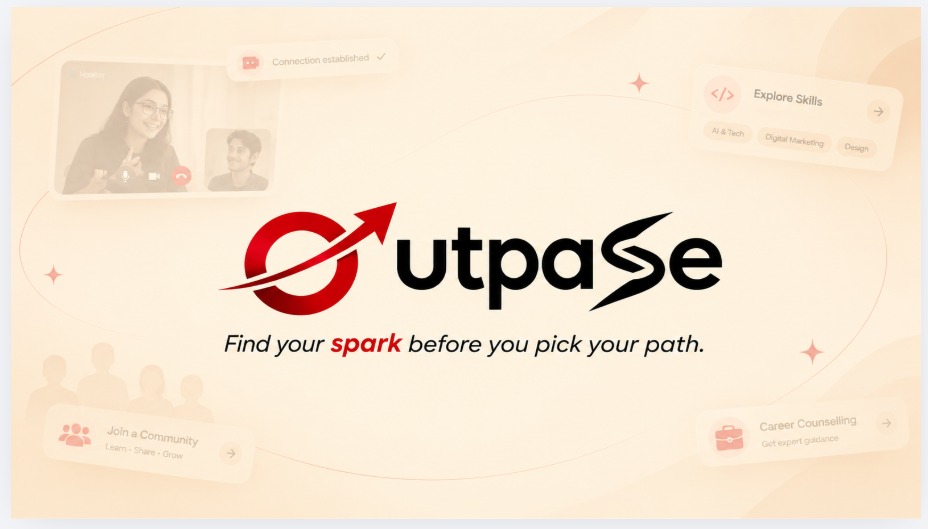 Connection established
Explore Skills
AI & Tech
Digital Marketing
Design
Outpace
Find your spark before you pick your path.
Join a Community
Learn • Share • Grow
Career Counselling
Get expert guidance